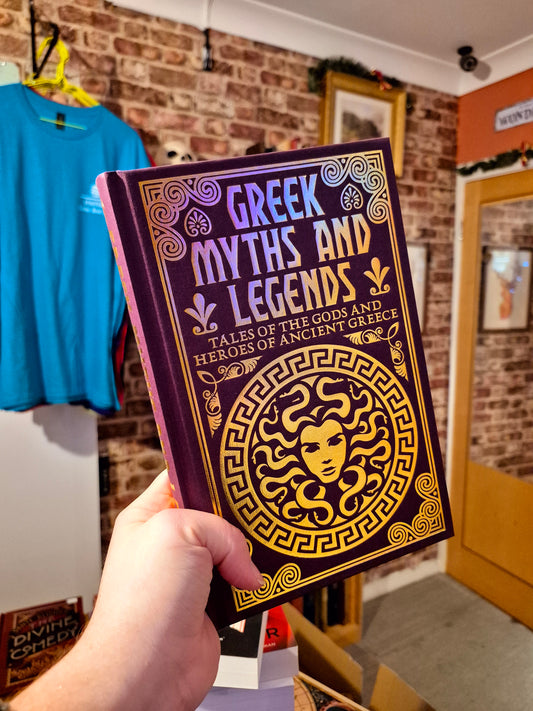 GREEK
MYTHS AND
LEGENDS
TALES OF THE GODS AND
HEROES OF ANCIENT GREECE
DIVINE
COMEDY